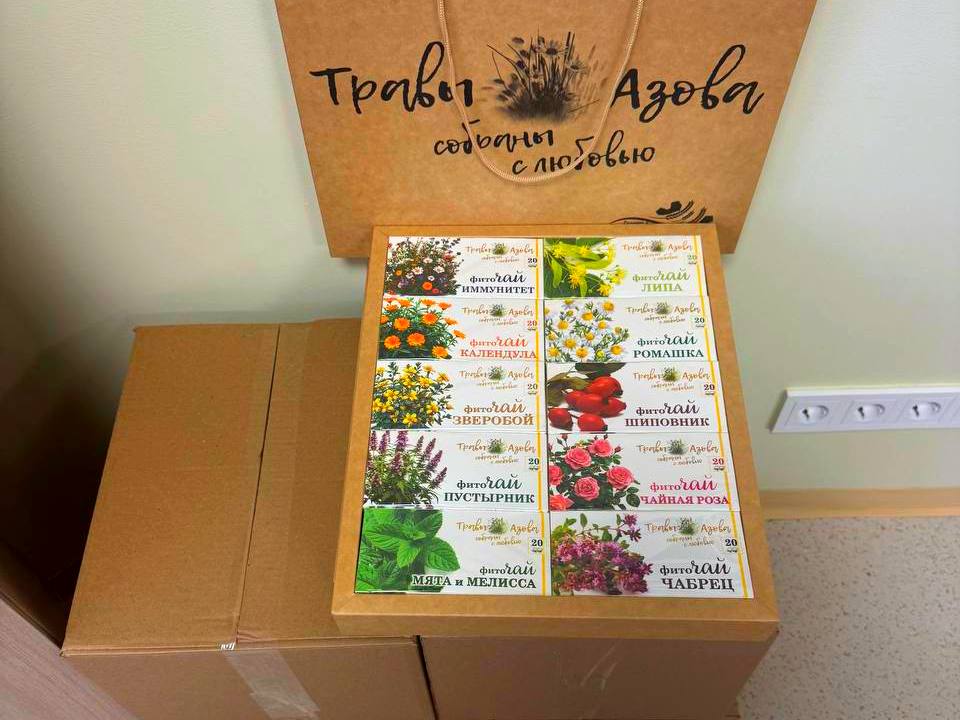 Травы Азова
собраны
с любовью
Травы Азова
собраны
с любовью
20
фиточай
ИММУНИТЕТ
Травы Азова
собраны
с любовью
20
фиточай
ЛИПА
Травы Азова
собраны
с любовью
20
фиточай
КАЛЕНДУЛА
Травы Азова
собраны
с любовью
20
фиточай
РОМАШКА
Травы Азова
собраны
с любовью
20
фиточай
ЗВЕРОБОЙ
Травы Азова
собраны
с любовью
20
фиточай
ШИПОВНИК
Травы Азова
собраны
с любовью
20
фиточай
ПУСТЫРНИК
Травы Азова
собраны
с любовью
20
фиточай
ЧАЙНАЯ РОЗА
Травы Азова
собраны
с любовью
20
фиточай
МЯТА и МЕЛИССА
Травы Азова
собраны
с любовью
20
фиточай
ЧАБРЕЦ